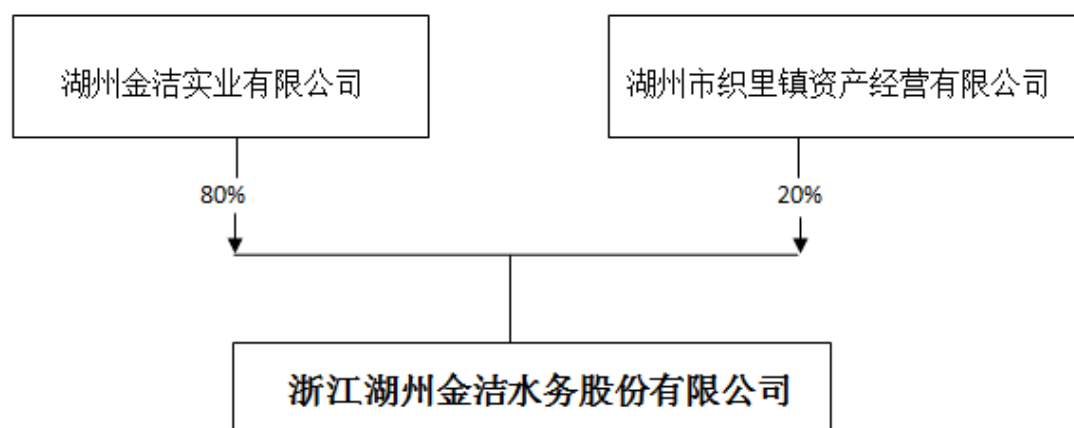 湖州金洁实业有限公司
湖州市织里镇资产经营有限公司
80%
20%
浙江湖州金洁水务股份有限公司